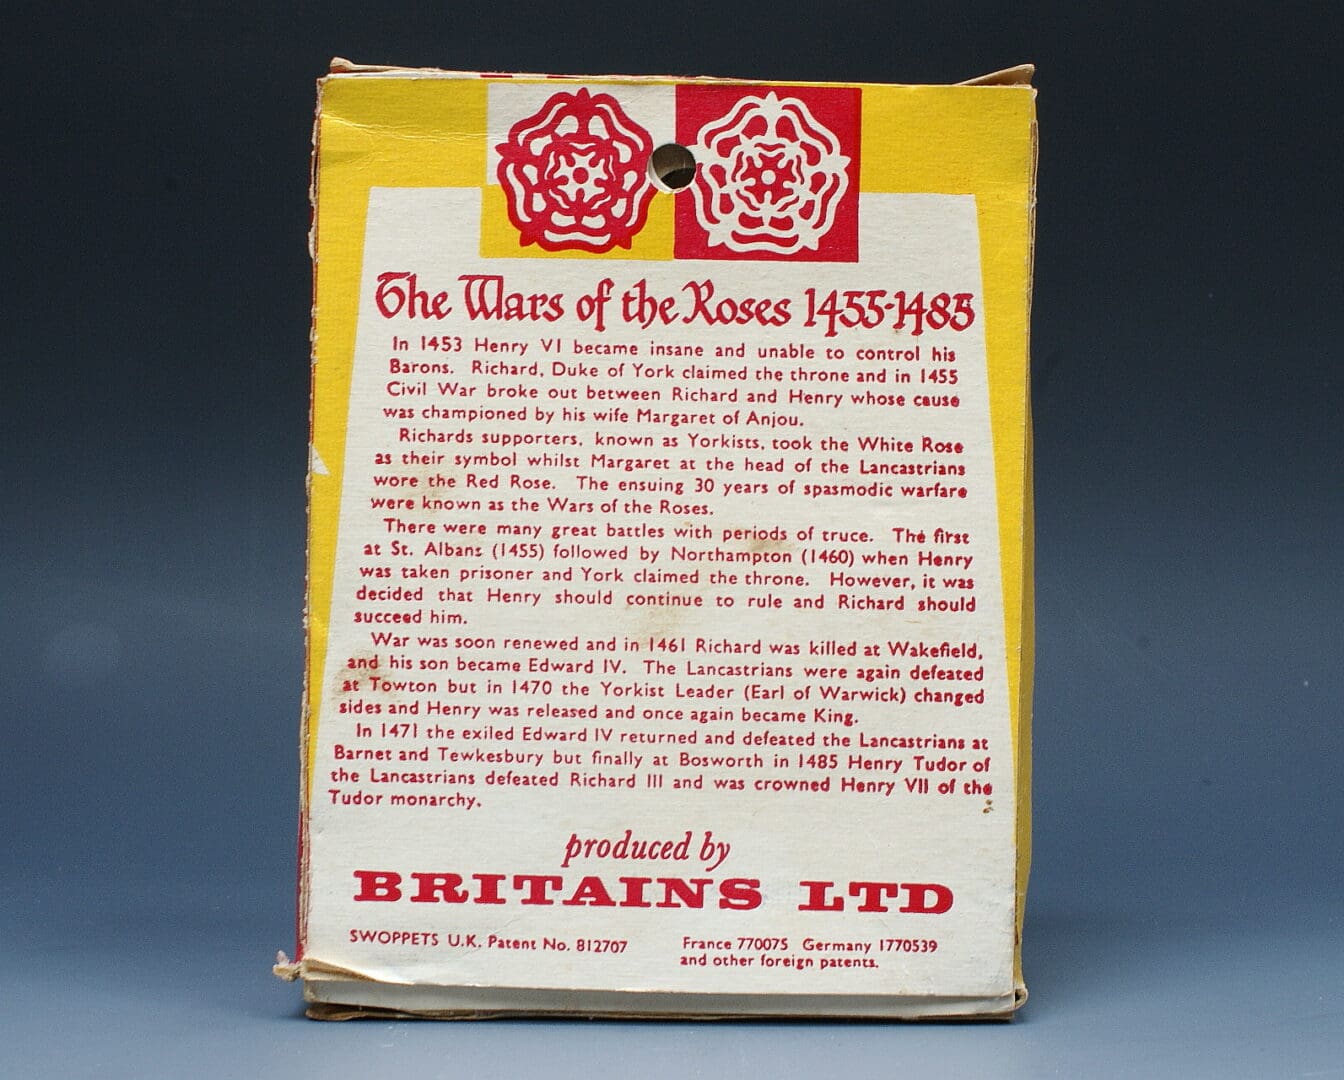 The Wars of the Roses 1455-1485
In 1453 Henry VI became insane and unable to control his
Barons. Richard, Duke of York claimed the throne and in 1455
Civil War broke out between Richard and Henry whose cause
was championed by his wife Margaret of Anjou.
Richards supporters, known as Yorkists, took the White Rose
as their symbol whilst Margaret at the head of the Lancastrians
wore the Red Rose. The ensuing 30 years of spasmodic warfare
were known as the Wars of the Roses.
There were many great battles with periods of truce. The first
at St. Albans (1455) followed by Northampton (1460) when Henry
was taken prisoner and York claimed the throne. However, it was
decided that Henry should continue to rule and Richard should
succeed him.
War was soon renewed and in 1461 Richard was killed at Wakefield,
and his son became Edward IV. The Lancastrians were again defeated
at Towton but in 1470 the Yorkist Leader (Earl of Warwick) changed
sides and Henry was released and once again became King.
In 1471 the exiled Edward IV returned and defeated the Lancastrians at
Barnet and Tewkesbury but finally at Bosworth in 1485 Henry Tudor of
the Lancastrians defeated Richard III and was crowned Henry VII of the
Tudor monarchy.
produced by
BRITAINS LTD
SWOPPETS U.K. Patent No. 812707
France 770075 Germany 1770539
and other foreign patents.